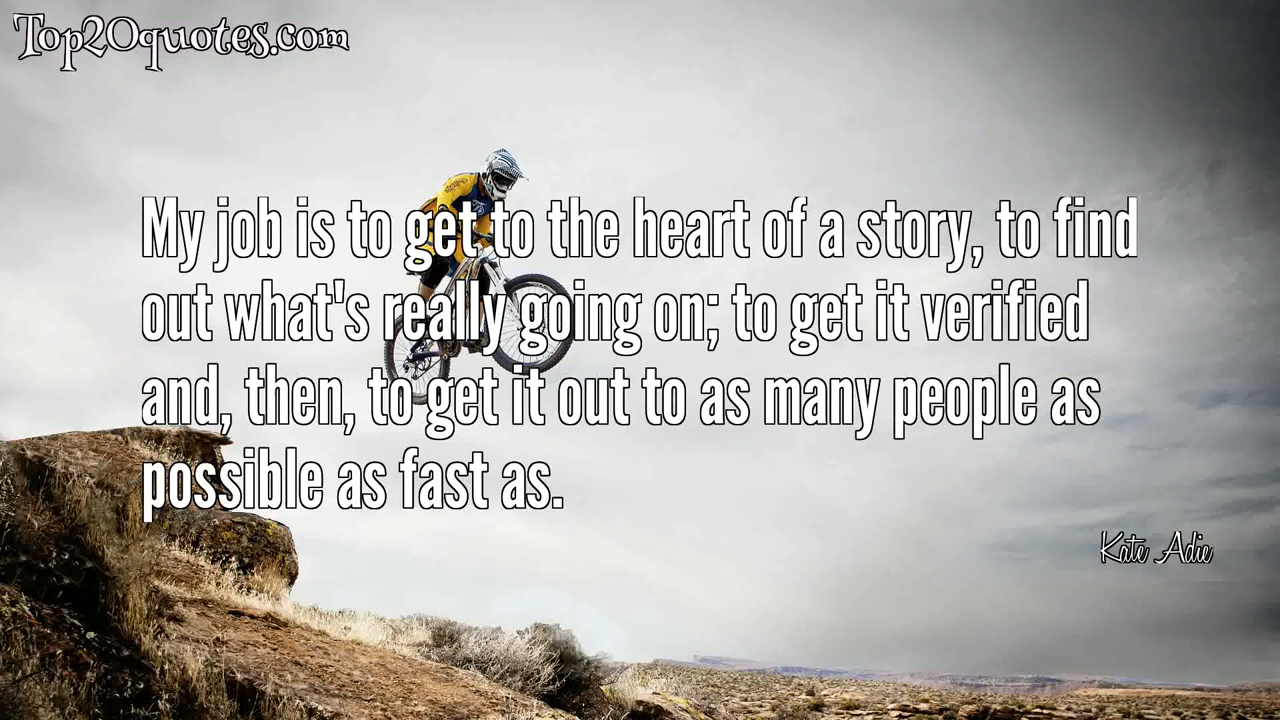 Top20quotes.com
My job is to get to the heart of a story, to find
out what's really going on; to get it verified
and, then, to get it out to as many people as
possible as fast as.
Kate Adie